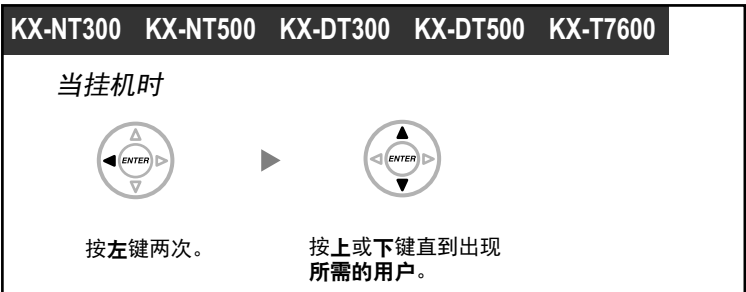 KX-NT300 KX-NT500 KX-DT300 KX-DT500 KX-T7600
当挂机时
ENTER ENTER
按左键两次。
按上或下键直到出现
所需的用户。